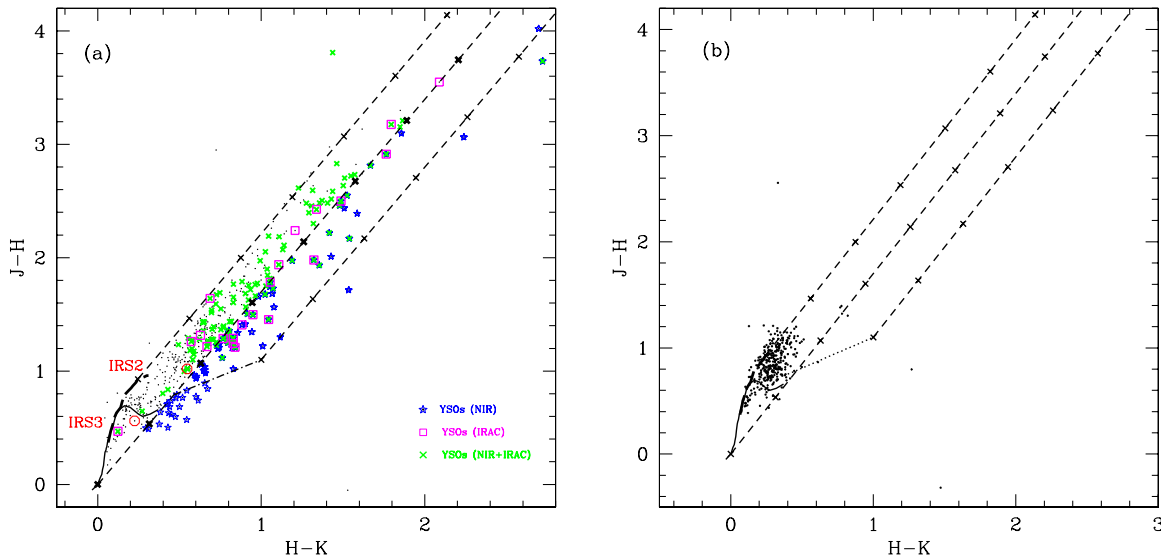 (a)
J-H
4
3
2
1
0
IRS2
IRS3
YSOs (NIR)
YSOs (IRAC)
YSOs (NIR+IRAC)
0 1 2
H-K
(b)
J-H
4
3
2
1
0
0 1 2 3
H-K